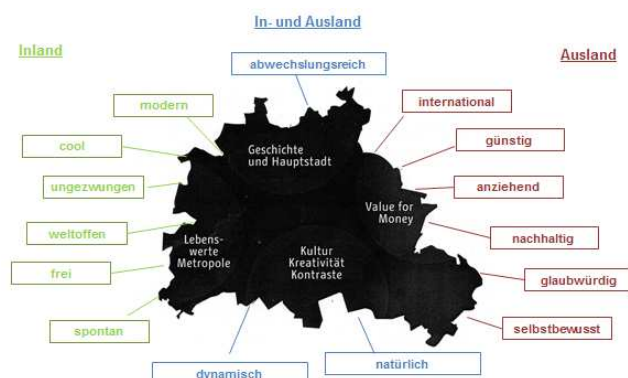 In- und Ausland
Inland
Ausland
abwechslungsreich
modern
international
cool
günstig
Geschichte
und Hauptstadt
ungezwungen
anziehend
Value for
Money
weltoffen
nachhaltig
Lebens-
werte
Metropole
Kultur
Kreativität
Kontraste
frei
glaubwürdig
spontan
selbstbewusst
dynamisch
natürlich